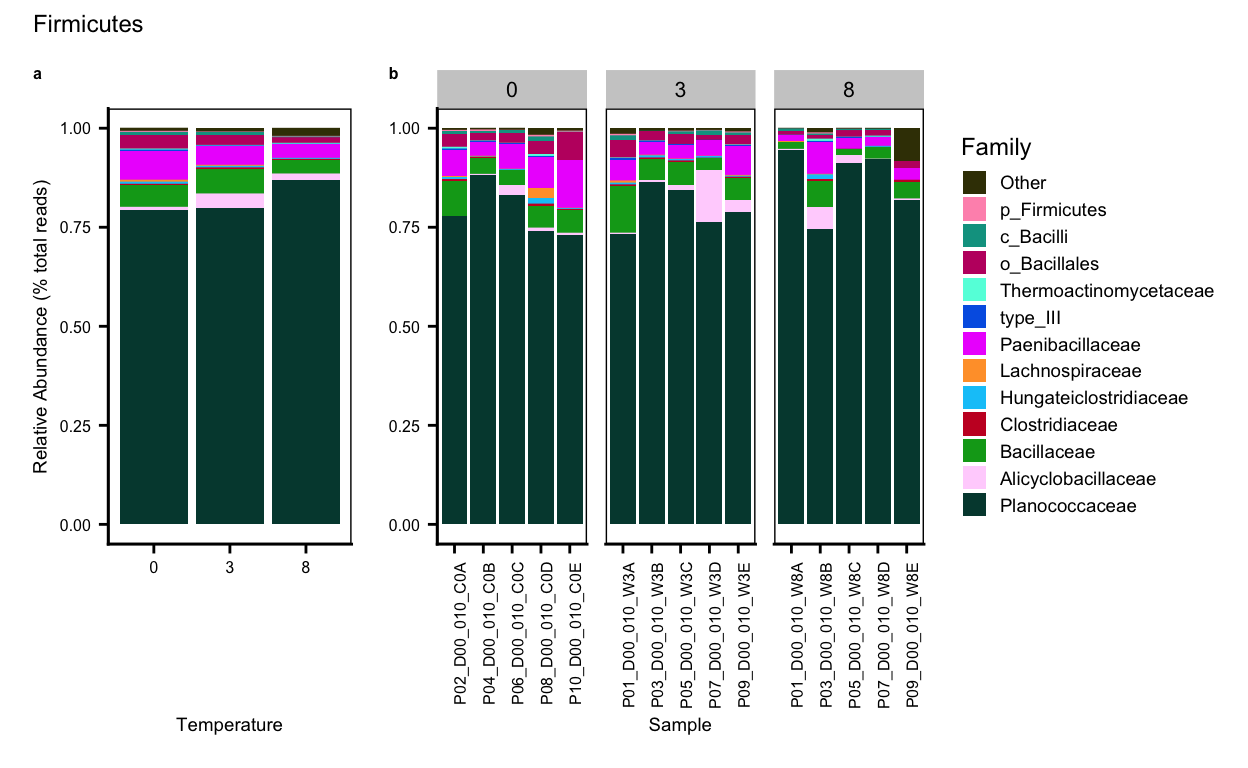 Firmicutes
a
Relative Abundance (% total reads)
1.00
0.75
0.50
0.25
0.00
0 3 8
Temperature
b
0 3 8
1.00
0.75
0.50
0.25
0.00
P02_D00_010_C0A
P04_D00_010_C0B
P06_D00_010_C0C
P08_D00_010_C0D
P10_D00_010_C0E
P01_D00_010_W3A
P03_D00_010_W3B
P05_D00_010_W3C
P07_D00_010_W3D
P09_D00_010_W3E
P01_D00_010_W8A
P03_D00_010_W8B
P05_D00_010_W8C
P07_D00_010_W8D
P09_D00_010_W8E
Sample
Family
Other
p_Firmicutes
c_Bacilli
o_Bacillales
Thermoactinomycetaceae
type_III
Paenibacillaceae
Lachnospiraceae
Hungateiclostridiaceae
Clostridiaceae
Bacillaceae
Alicyclobacillaceae
Planococcaceae